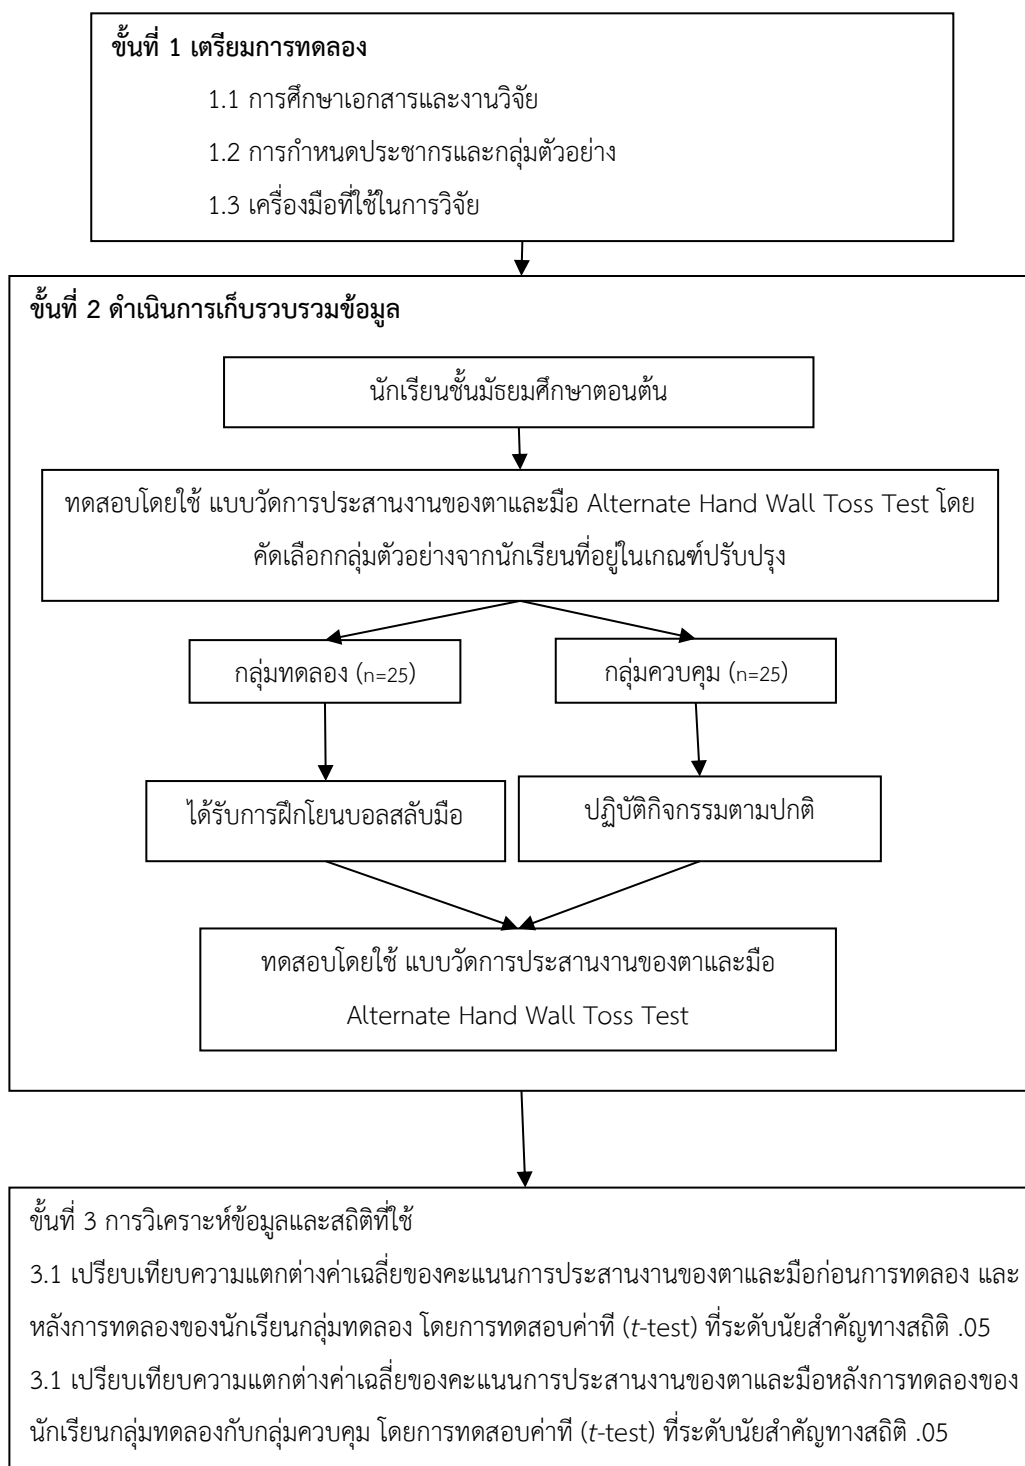 ขั้นที่ 1 เตรียมการทดลอง
1.1 การศึกษาเอกสารและงานวิจัย
1.2 การกำหนดประชากรและกลุ่มตัวอย่าง
1.3 เครื่องมือที่ใช้ในการวิจัย
ขั้นที่ 2 ดำเนินการเก็บรวบรวมข้อมูล
นักเรียนชั้นมัธยมศึกษาตอนต้น
ทดสอบโดยใช้ แบบวัดการประสานงานของตาและมือ Alternate Hand Wall Toss Test โดย
คัดเลือกกลุ่มตัวอย่างจากนักเรียนที่อยู่ในเกณฑ์ปรับปรุง
กลุ่มทดลอง (n=25)
กลุ่มควบคุม (n=25)
ได้รับการฝึกโยนบอลสลับมือ
ปฏิบัติกิจกรรมตามปกติ
ทดสอบโดยใช้ แบบวัดการประสานงานของตาและมือ
Alternate Hand Wall Toss Test
ขั้นที่ 3 การวิเคราะห์ข้อมูลและสถิติที่ใช้
3.1 เปรียบเทียบความแตกต่างค่าเฉลี่ยของคะแนนการประสานงานของตาและมือก่อนการทดลอง และ
หลังการทดลองของนักเรียนกลุ่มทดลอง โดยการทดสอบค่าที (t-test) ที่ระดับนัยสำคัญทางสถิติ .05
3.1 เปรียบเทียบความแตกต่างค่าเฉลี่ยของคะแนนการประสานงานของตาและมือหลังการทดลองของ
นักเรียนกลุ่มทดลองกับกลุ่มควบคุม โดยการทดสอบค่าที (t-test) ที่ระดับนัยสำคัญทางสถิติ .05